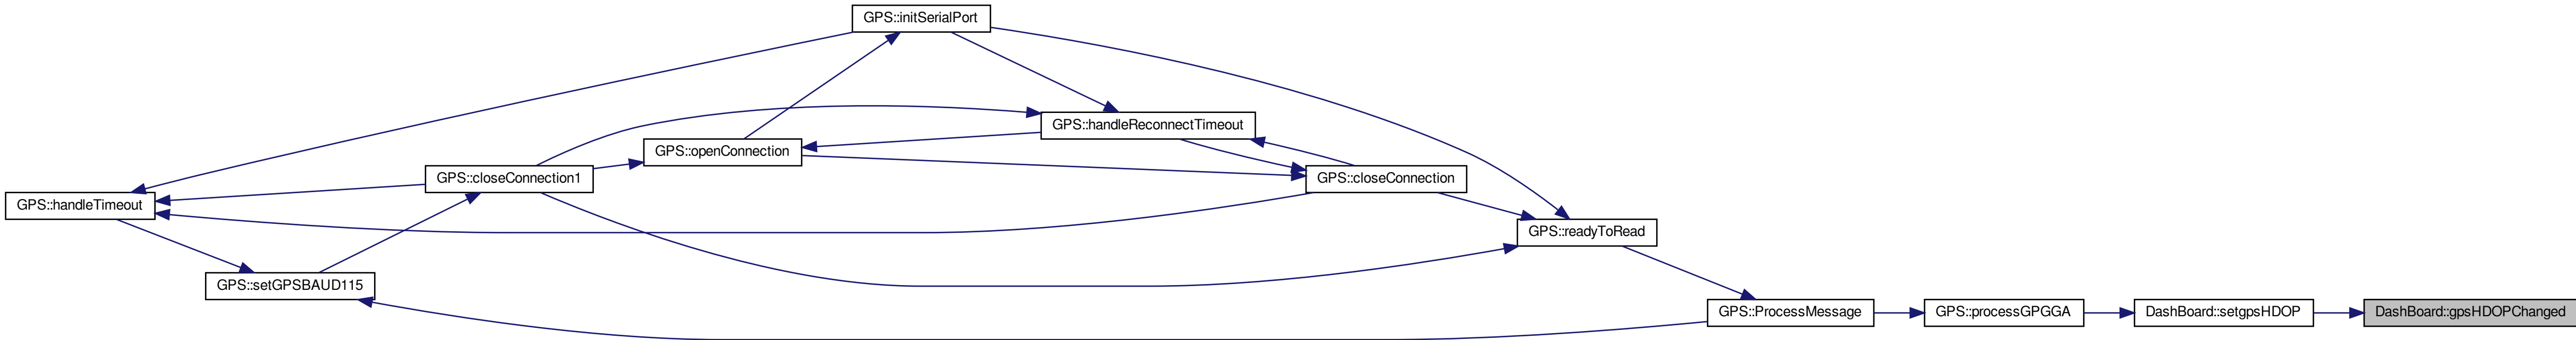 GPS::initSerialPort
GPS::handleReconnectTimeout
GPS::openConnection
GPS::closeConnection1
GPS::closeConnection
GPS::handleTimeout
GPS::readyToRead
GPS::setGPSBAUD115
GPS::ProcessMessage
GPS::processGPGGA
DashBoard::setgpsHDOP
DashBoard::gpsHDOPChanged